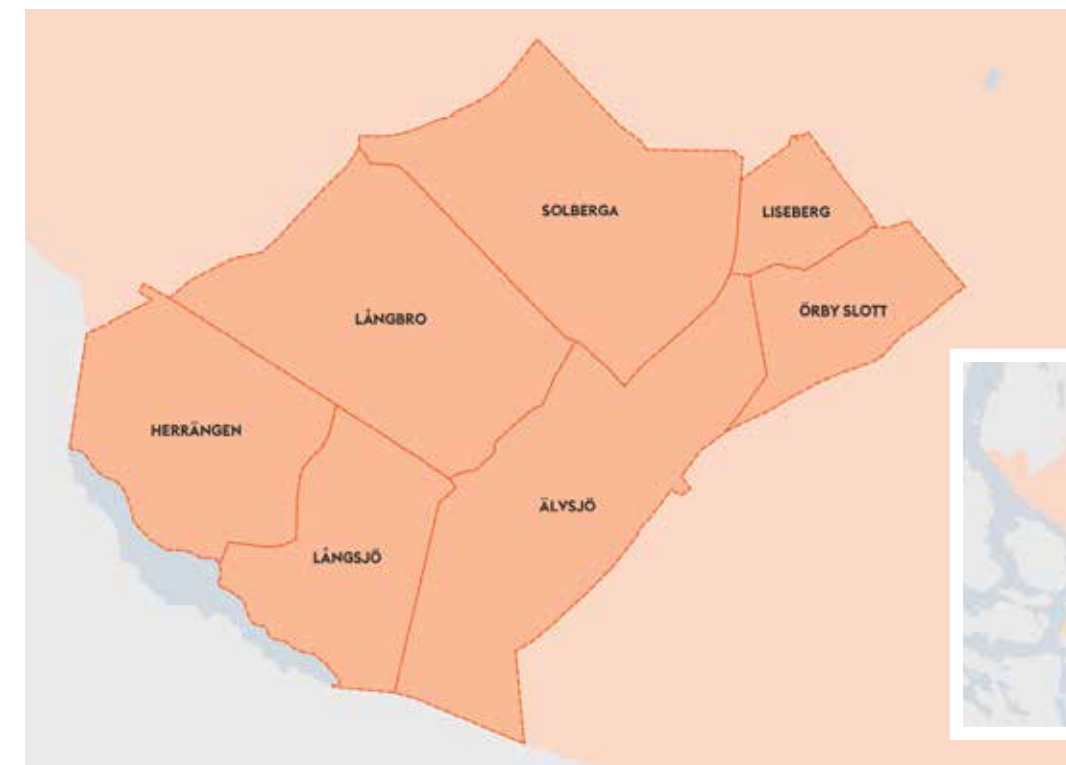 SOLBERGA
LISEBERG
ÖRBY SLOTT
LÅNGBRO
HERRÄNGEN
ÄLVSJÖ
LÅNGSJÖ